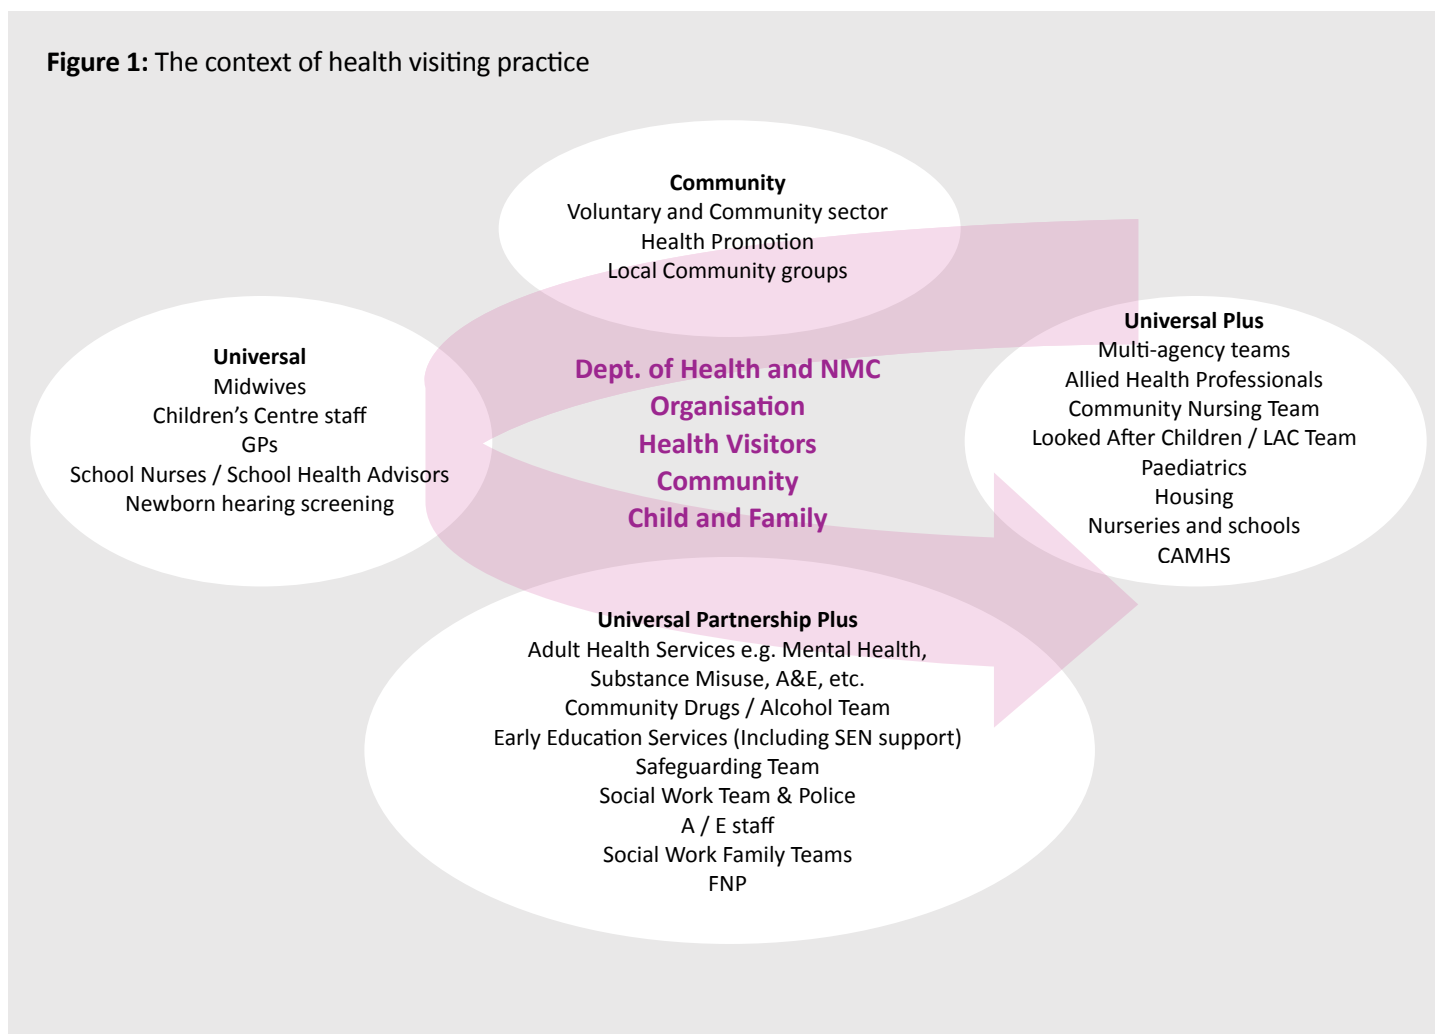 Figure 1: The context of health visiting practice
Community
Voluntary and Community sector
Health Promotion
Local Community groups
Universal
Midwives
Children’s Centre staff
GPs
School Nurses / School Health Advisors
Newborn hearing screening
Dept. of Health and NMC
Organisation
Health Visitors
Community
Child and Family
Universal Plus
Multi-agency teams
Allied Health Professionals
Community Nursing Team
Looked After Children / LAC Team
Paediatrics
Housing
Nurseries and schools
CAMHS
Universal Partnership Plus
Adult Health Services e.g. Mental Health,
Substance Misuse, A&E, etc.
Community Drugs / Alcohol Team
Early Education Services (Including SEN support)
Safeguarding Team
Social Work Team & Police
A / E staff
Social Work Family Teams
FNP